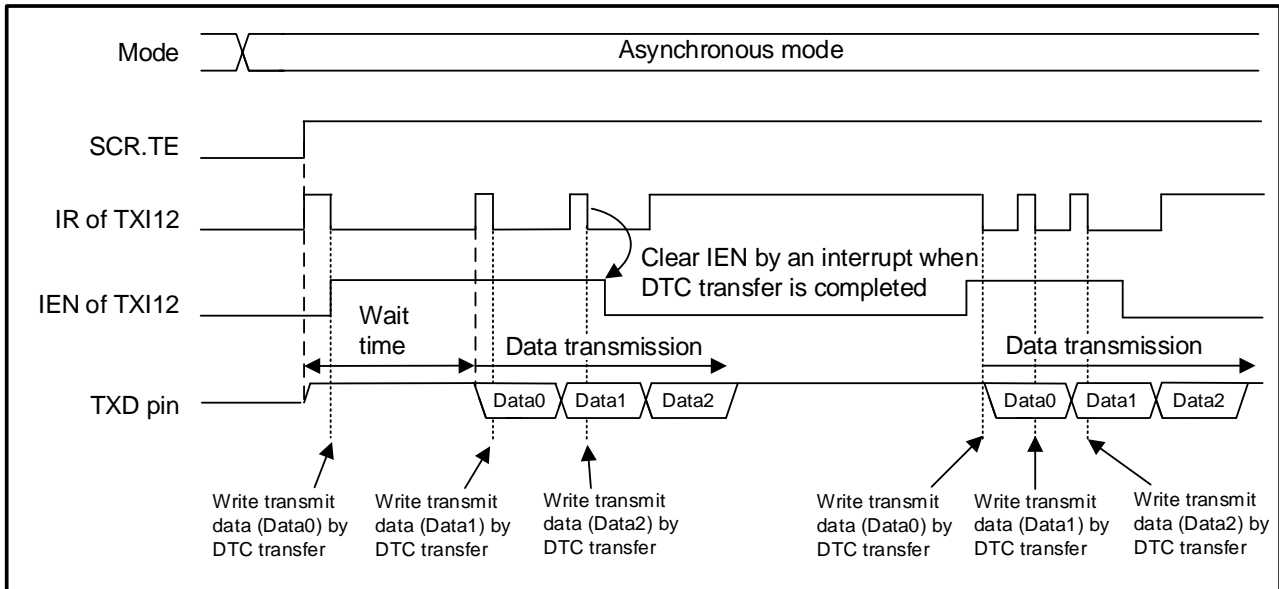 Mode
Asynchronous mode
SCR.TE
IR of TXI12
Clear IEN by an interrupt when
DTC transfer is completed
IEN of TXI12
Wait
time
Data transmission
Data transmission
TXD pin
Data0
Data1
Data2
Data0
Data1
Data2
Write transmit
data (Data0) by
DTC transfer
Write transmit
data (Data1) by
DTC transfer
Write transmit
data (Data2) by
DTC transfer
Write transmit
data (Data0) by
DTC transfer
Write transmit
data (Data1) by
DTC transfer
Write transmit
data (Data2) by
DTC transfer